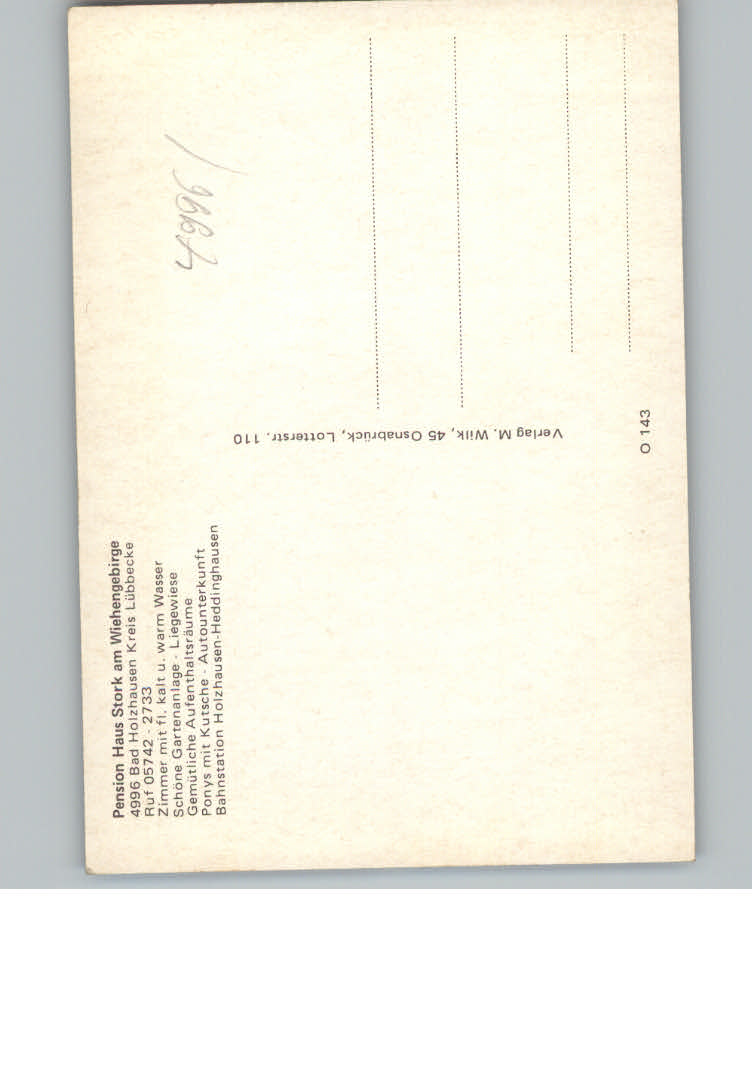 Pension Haus Stork am Wiehengebirge
4996 Bad Holzhausen Kreis Lübbecke
Ruf 05742 - 2733
Zimmer mit fl. kalt u. warm Wasser
Schöne Gartenanlage - Liegewiese
Gemütliche Aufenthaltsräume
Ponys mit Kutsche - Autounterkunft
Bahnstation Holzhausen-Heddinghausen
4996/
Verlag M. Wilk, 45 Osnabrück, Lotterstr. 110
O 143